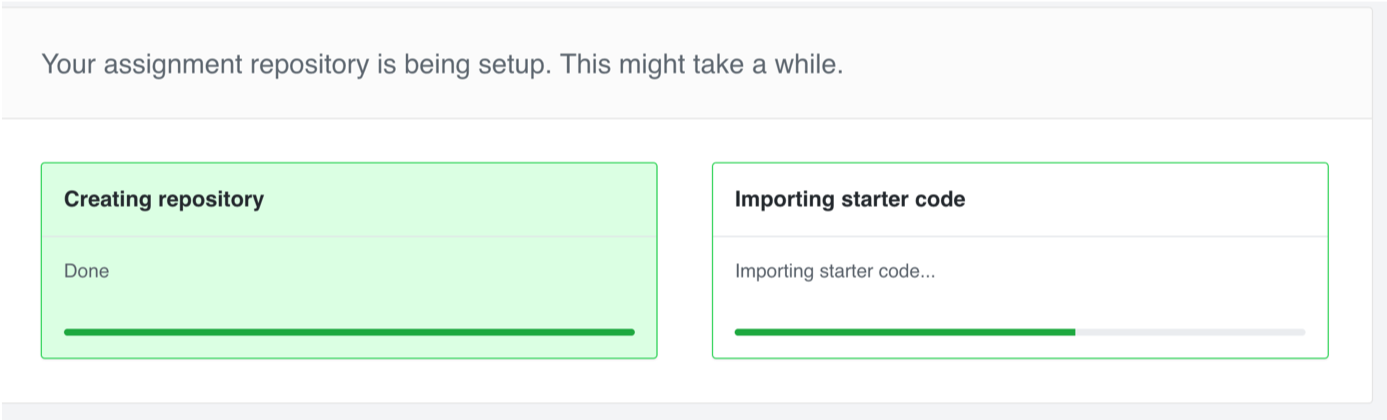 Your assignment repository is being setup. This might take a while.
Creating repository
Done
Importing starter code
Importing starter code...